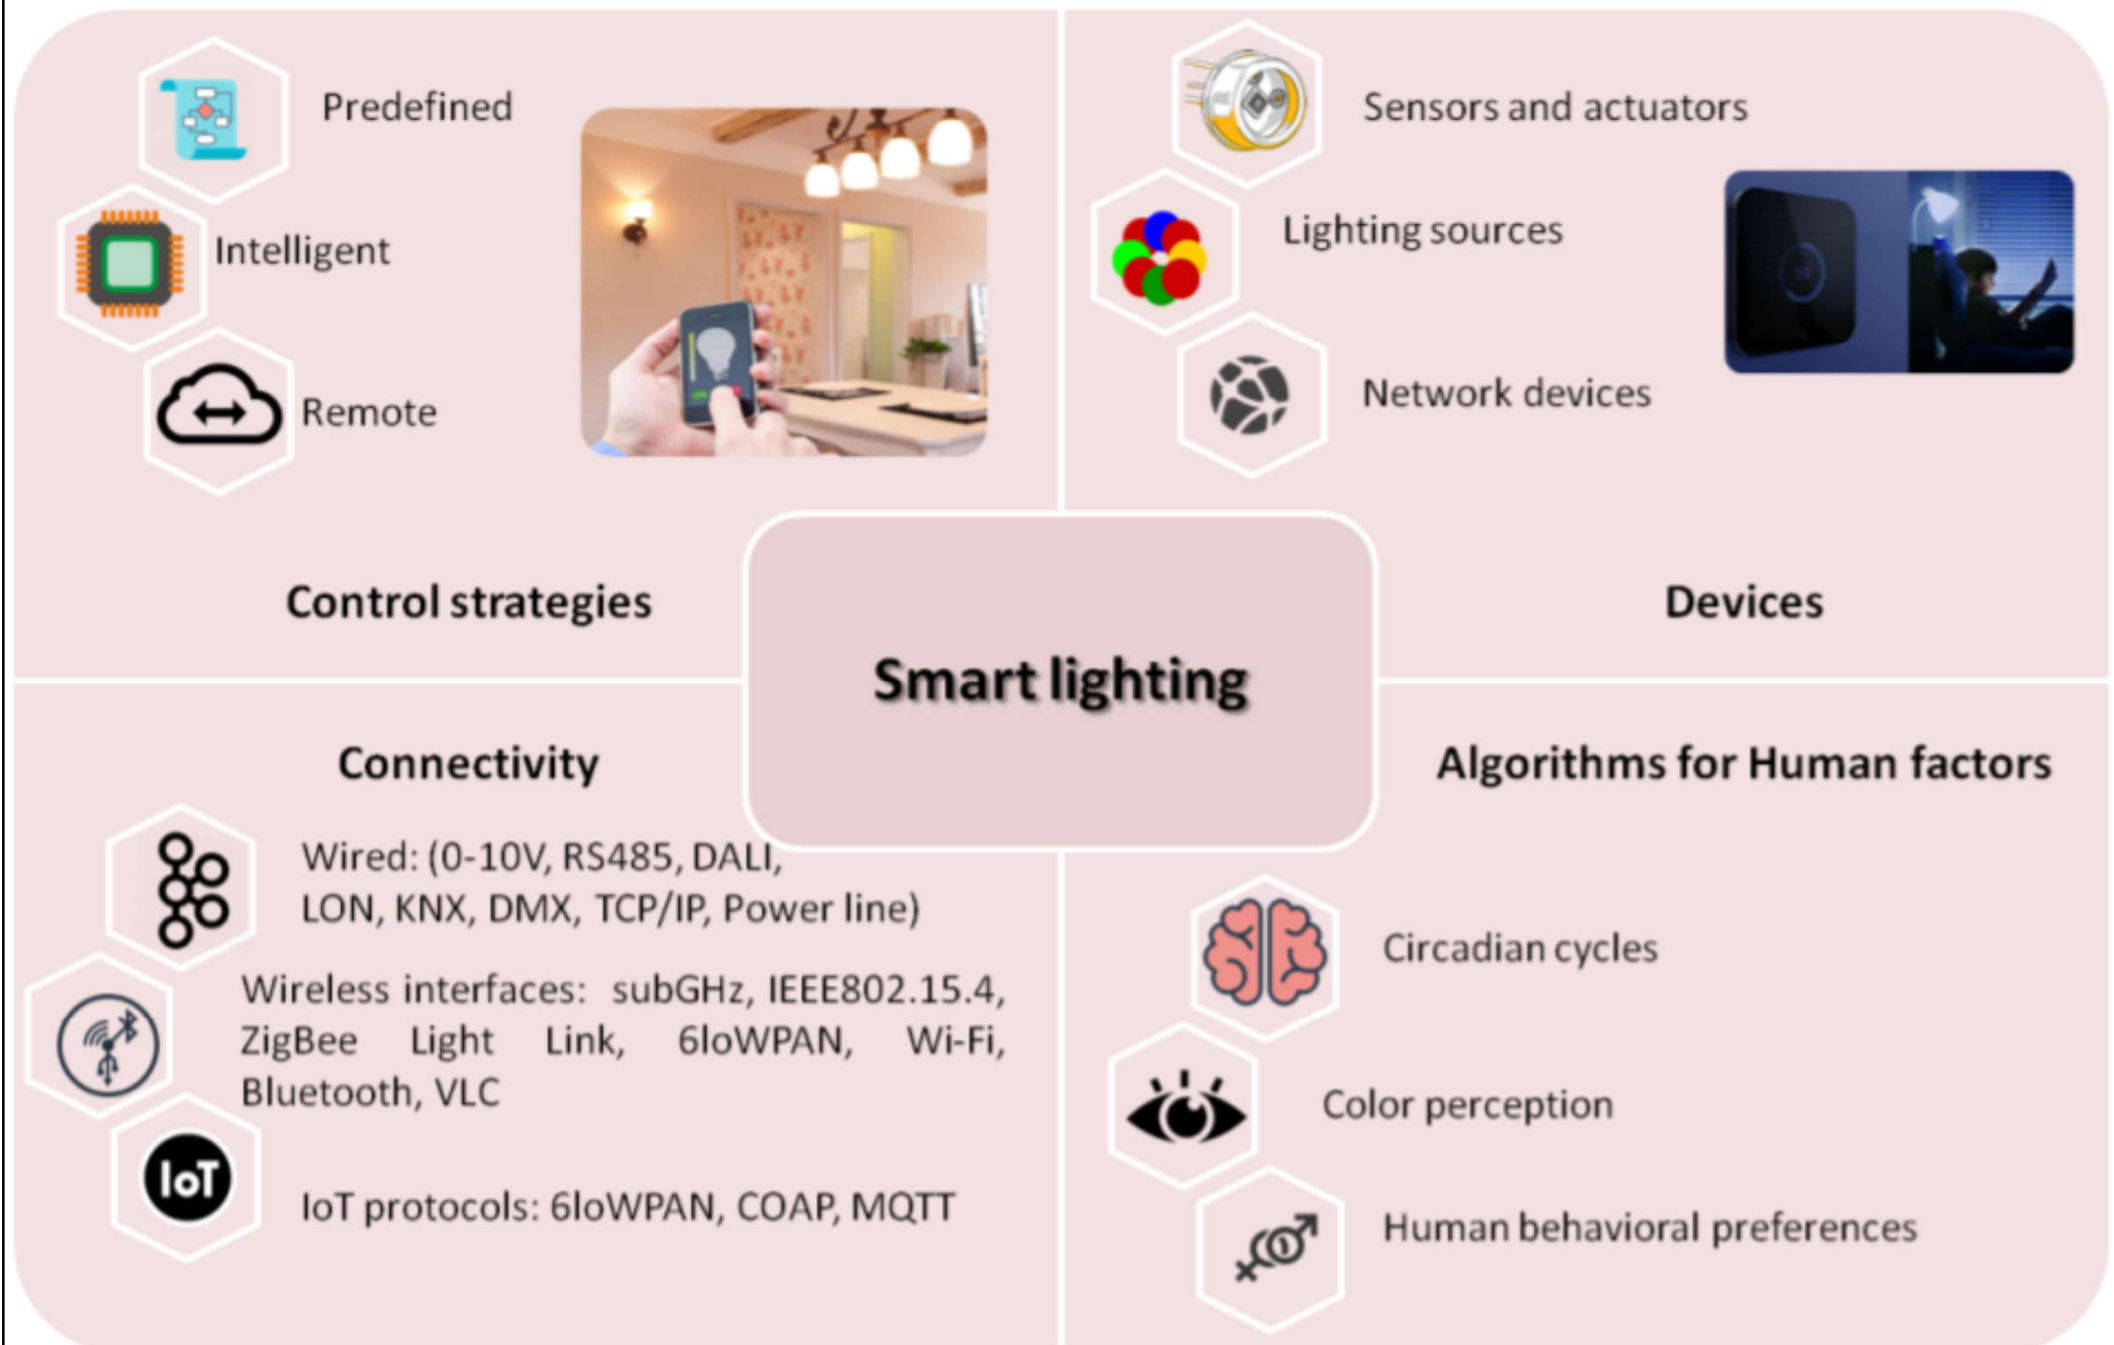 Predefined
Intelligent
Remote
Control strategies
Sensors and actuators
Lighting sources
Network devices
Devices
Smart lighting
Connectivity
Wired: (0-10V, RS485, DALI,
LON, KNX, DMX, TCP/IP, Power line)
Wireless interfaces: subGHz, IEEE802.15.4,
ZigBee Light Link, 6loWPAN, Wi-Fi,
Bluetooth, VLC
IoT
IoT protocols: 6loWPAN, COAP, MQTT
Algorithms for Human factors
Circadian cycles
Color perception
Human behavioral preferences